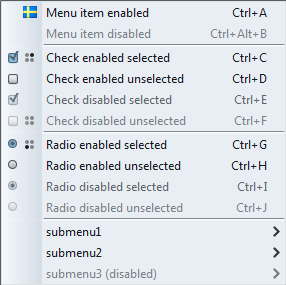 Menu item enabled Ctrl+A
Menu item disabled Ctrl+Alt+B
Check enabled selected Ctrl+C
Check enabled unselected Ctrl+D
Check disabled selected Ctrl+E
Check disabled unselected Ctrl+F
Radio enabled selected Ctrl+G
Radio enabled unselected Ctrl+H
Radio disabled selected Ctrl+I
Radio disabled unselected Ctrl+J
submenu1
submenu2
submenu3 (disabled)